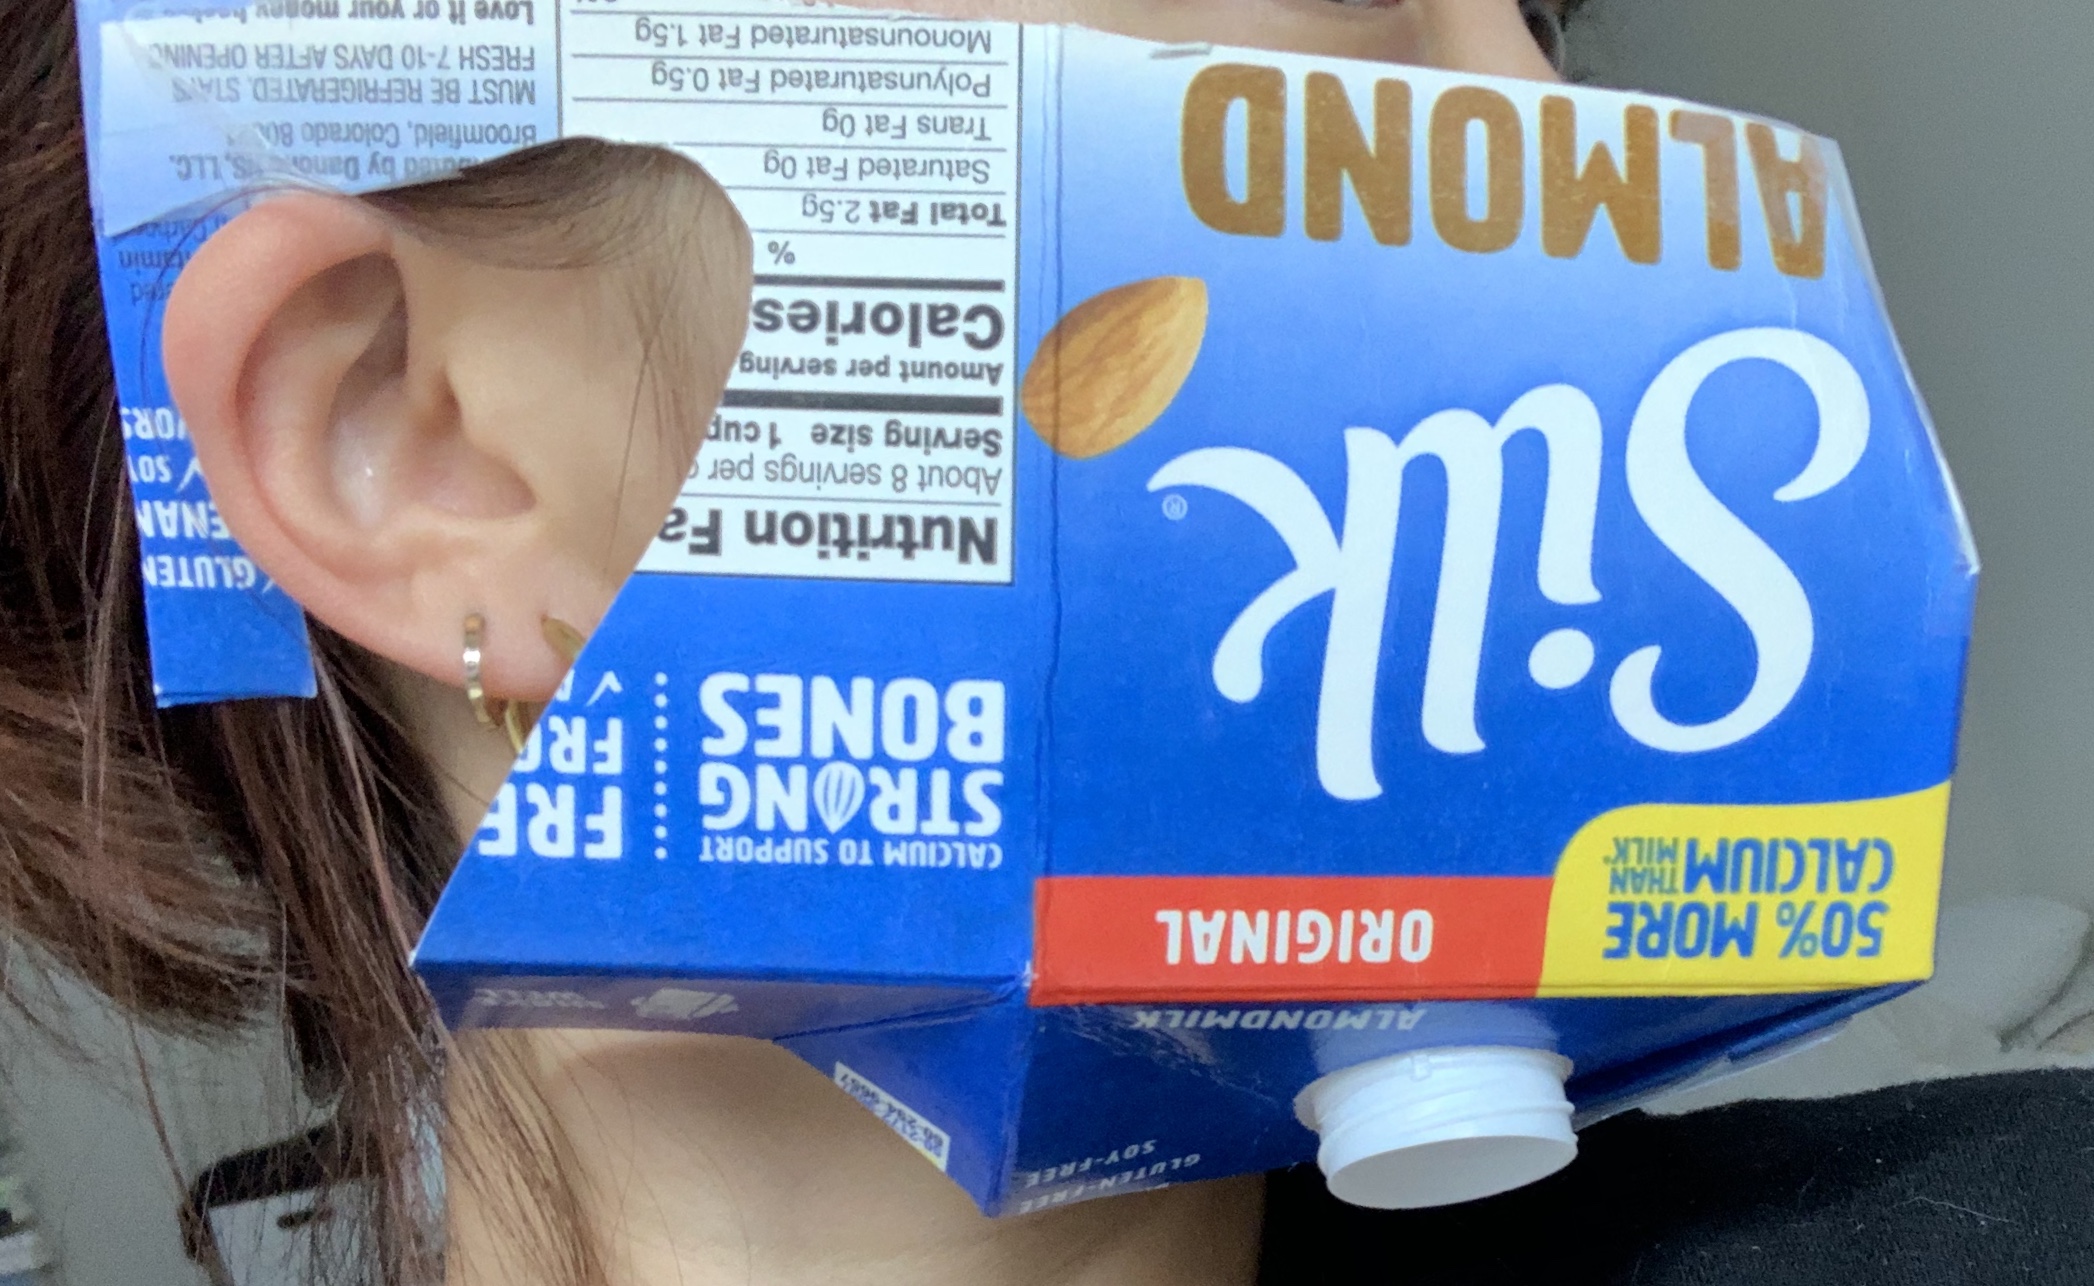 GLUTEN-FREE
SOY-FREE
ALMONDMILK
50% MORE
CALCIUM THAN MILK*
ORIGINAL
Silk®
ALMOND
CALCIUM TO SUPPORT
STRONG
BONES
FRE
FRE
Nutrition Fa
About 8 servings per
Serving size 1 cup
Amount per serving
Calories
%
Total Fat 2.5g
Saturated Fat 0g
Trans Fat 0g
Polyunsaturated Fat 0.5g
Monounsaturated Fat 1.5g
✓ GLUTEN
✓ SOY
Broomfield, Colorado
MUST BE REFRIGERATED, STAYS
FRESH 7-10 DAYS AFTER OPENING
Love it or your money